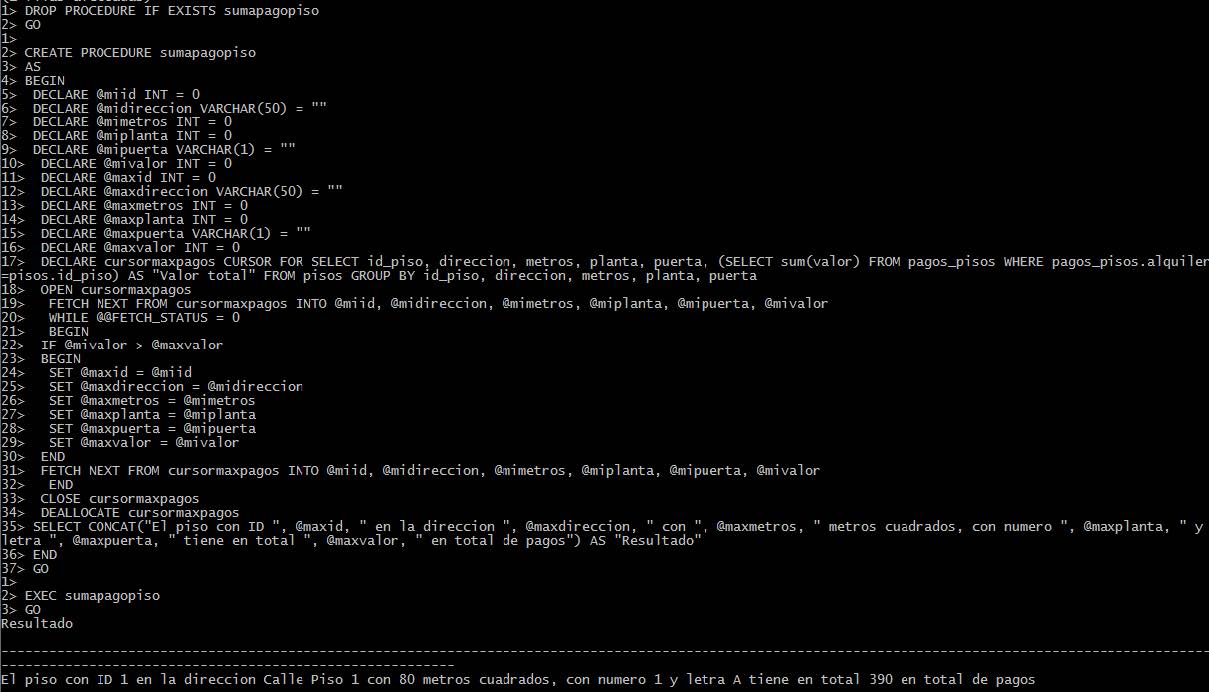 1> DROP PROCEDURE IF EXISTS sumapagopiso
2> GO
1>
2> CREATE PROCEDURE sumapagopiso
3> AS
4> BEGIN
5>  DECLARE @miid INT = 0
6>  DECLARE @midireccion VARCHAR(50) = ""
7>  DECLARE @mimetros INT = 0
8>  DECLARE @miplanta INT = 0
9>  DECLARE @mipuerta VARCHAR(1) = ""
10>  DECLARE @mivalor INT = 0
11>  DECLARE @maxid INT = 0
12>  DECLARE @maxdireccion VARCHAR(50) = ""
13>  DECLARE @maxmetros INT = 0
14>  DECLARE @maxplanta INT = 0
15>  DECLARE @maxpuerta VARCHAR(1) = ""
16>  DECLARE @maxvalor INT = 0
17>  DECLARE cursormaxpagos CURSOR FOR SELECT id_piso, direccion, metros, planta, puerta, (SELECT sum(valor) FROM pagos_pisos WHERE pagos_pisos.alquiler
=pisos.id_piso) AS "Valor total" FROM pisos GROUP BY id_piso, direccion, metros, planta, puerta
18>  OPEN cursormaxpagos
19>   FETCH NEXT FROM cursormaxpagos INTO @miid, @midireccion, @mimetros, @miplanta, @mipuerta, @mivalor
20>   WHILE @@FETCH_STATUS = 0
21>   BEGIN
22>  IF @mivalor > @maxvalor
23>  BEGIN
24>   SET @maxid = @miid
25>   SET @maxdireccion = @midireccion
26>   SET @maxmetros = @mimetros
27>   SET @maxplanta = @miplanta
28>   SET @maxpuerta = @mipuerta
29>   SET @maxvalor = @mivalor
30>  END
31>  FETCH NEXT FROM cursormaxpagos INTO @miid, @midireccion, @mimetros, @miplanta, @mipuerta, @mivalor
32>   END
33>  CLOSE cursormaxpagos
34>  DEALLOCATE cursormaxpagos
35> SELECT CONCAT("El piso con ID ", @maxid, " en la direccion ", @maxdireccion, " con ", @maxmetros, " metros cuadrados, con numero ", @maxplanta, " y
letra ", @maxpuerta, " tiene en total ", @maxvalor, " en total de pagos") AS "Resultado"
36> END
37> GO
1>
2> EXEC sumapagopiso
3> GO
Resultado
--------------------------------------------------------------------------------------------------------------------------------------------------------
---------------------------------------------------------
El piso con ID 1 en la direccion Calle Piso 1 con 80 metros cuadrados, con numero 1 y letra A tiene en total 390 en total de pagos